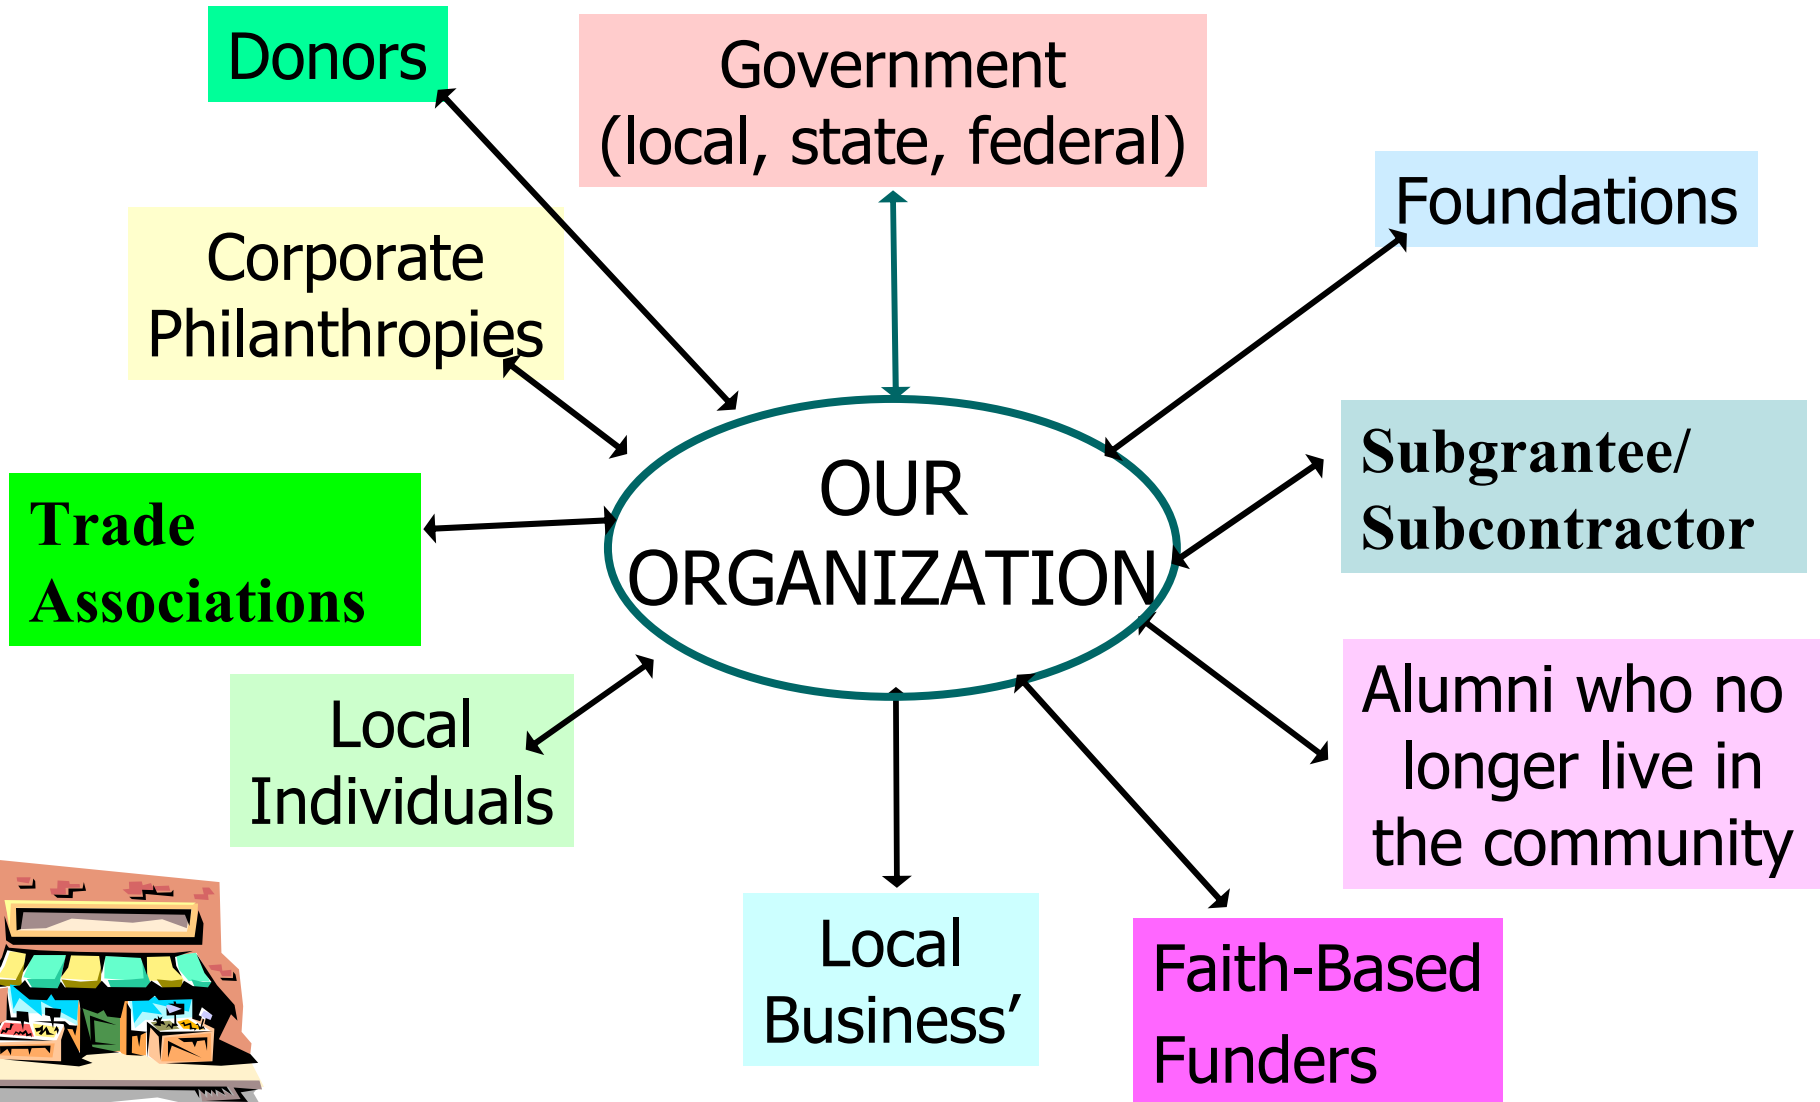 Donors
Government
(local, state, federal)
Foundations
Corporate
Philanthropies
OUR
ORGANIZATION
Subgrantee/
Subcontractor
Trade
Associations
Alumni who no
longer live in
the community
Local
Individuals
Local
Business’
Faith-Based
Funders